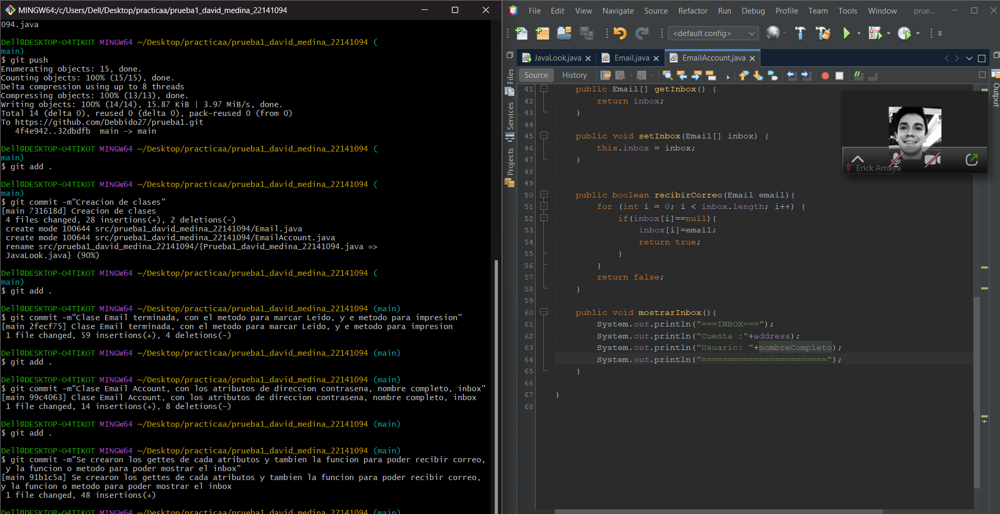 MINGW64:/c/Users/Dell/Desktop/practicaa/prueba1_david_medina_22141094
094.java
Dell@DESKTOP-O4TIKOT MINGW64 ~/Desktop/practicaa/prueba1_david_medina_22141094 (
main)
$ git push
Enumerating objects: 15, done.
Counting objects: 100% (15/15), done.
Delta compression using up to 8 threads
Compressing objects: 100% (13/13), done.
Writing objects: 100% (14/14), 15.87 KiB | 3.97 MiB/s, done.
Total 14 (delta 0), reused 0 (delta 0), pack-reused 0 (from 0)
To https://github.com/Debbido27/prueba1.git
   4f4e942..32dbdfb  main -> main
Dell@DESKTOP-O4TIKOT MINGW64 ~/Desktop/practicaa/prueba1_david_medina_22141094 (
main)
$ git add .
Dell@DESKTOP-O4TIKOT MINGW64 ~/Desktop/practicaa/prueba1_david_medina_22141094 (
main)
$ git commit -m"Creacion de clases"
[main 731618d] Creacion de clases
 4 files changed, 28 insertions(+), 2 deletions(-)
 create mode 100644 src/prueba1_david_medina_22141094/Email.java
 create mode 100644 src/prueba1_david_medina_22141094/EmailAccount.java
 rename src/prueba1_david_medina_22141094/{Prueba1_david_medina_22141094.java =>
 JavaLook.java} (90%)
Dell@DESKTOP-O4TIKOT MINGW64 ~/Desktop/practicaa/prueba1_david_medina_22141094 (
main)
$ git add .
Dell@DESKTOP-O4TIKOT MINGW64 ~/Desktop/practicaa/prueba1_david_medina_22141094 (main)
$ git commit -m"Clase Email terminada, con el metodo para marcar Leido, y e metodo para impresion"
[main 2fecf75] Clase Email terminada, con el metodo para marcar Leido, y e metodo para impresion
 1 file changed, 59 insertions(+), 4 deletions(-)
Dell@DESKTOP-O4TIKOT MINGW64 ~/Desktop/practicaa/prueba1_david_medina_22141094 (main)
$ git add .
Dell@DESKTOP-O4TIKOT MINGW64 ~/Desktop/practicaa/prueba1_david_medina_22141094 (main)
$ git commit -m"Clase Email Account, con los atributos de direccion contrasena, nombre completo, inbox"
[main 99c4063] Clase Email Account, con los atributos de direccion contrasena, nombre completo, inbox
 1 file changed, 14 insertions(+), 8 deletions(-)
Dell@DESKTOP-O4TIKOT MINGW64 ~/Desktop/practicaa/prueba1_david_medina_22141094 (main)
$ git add .
Dell@DESKTOP-O4TIKOT MINGW64 ~/Desktop/practicaa/prueba1_david_medina_22141094 (main)
$ git commit -m"Se crearon los gettes de cada atributos y tambien la funcion para poder recibir correo,
 y la funcion o metodo para poder mostrar el inbox"
[main 91b1c5a] Se crearon los gettes de cada atributos y tambien la funcion para poder recibir correo,
y la funcion o metodo para poder mostrar el inbox
 1 file changed, 48 insertions(+)
Dell@DESKTOP-O4TIKOT MINGW64 ~/Desktop/practicaa/prueba1_david_medina_22141094 (main)
File Edit View Navigate Source Refactor Run Debug Profile Team Tools Window prue...
<default config>
JavaLook.java Email.java EmailAccount.java
Source History
Files
Services
Projects
Output
Erick Amaya
41 public Email[] getInbox() {
42 return inbox;
43 }
44
45 public void setInbox(Email[] inbox) {
46 this.inbox = inbox;
47 }
48
49
50 public boolean recibirCorreo(Email email){
51 for (int i = 0; i < inbox.length; i++) {
52 if(inbox[i]==null){
53 inbox[i]=email;
54 return true;
55 }
56 }
57 return false;
58 }
59
60 public void mostrarInbox(){
61 System.out.println("===INBOX===");
62 System.out.println("Cuenta :"+address);
63 System.out.println("Usuario: "+nombreCompleto);
64 System.out.println("========================");
65 }
66
67 }
68